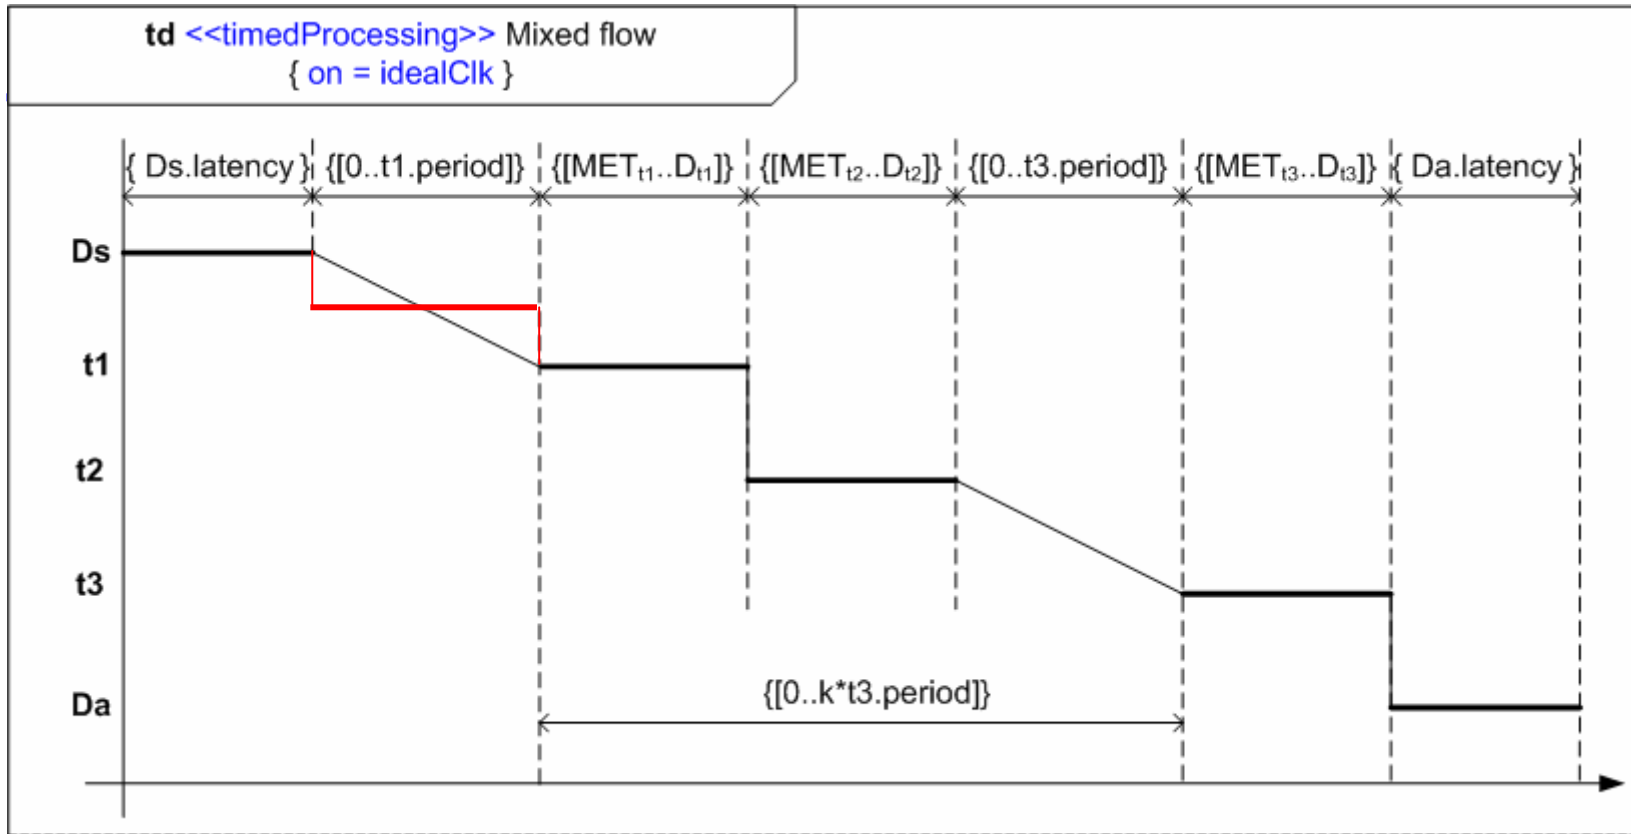 td <<timedProcessing>> Mixed flow
{ on = idealClk }
{ Ds.latency } {[0..t1.period]} {[METt1..Dt1]} {[METt2..Dt2]} {[0..t3.period]} {[METt3..Dt3]} { Da.latency }
Ds
t1
t2
t3
{[0..k*t3.period]}
Da